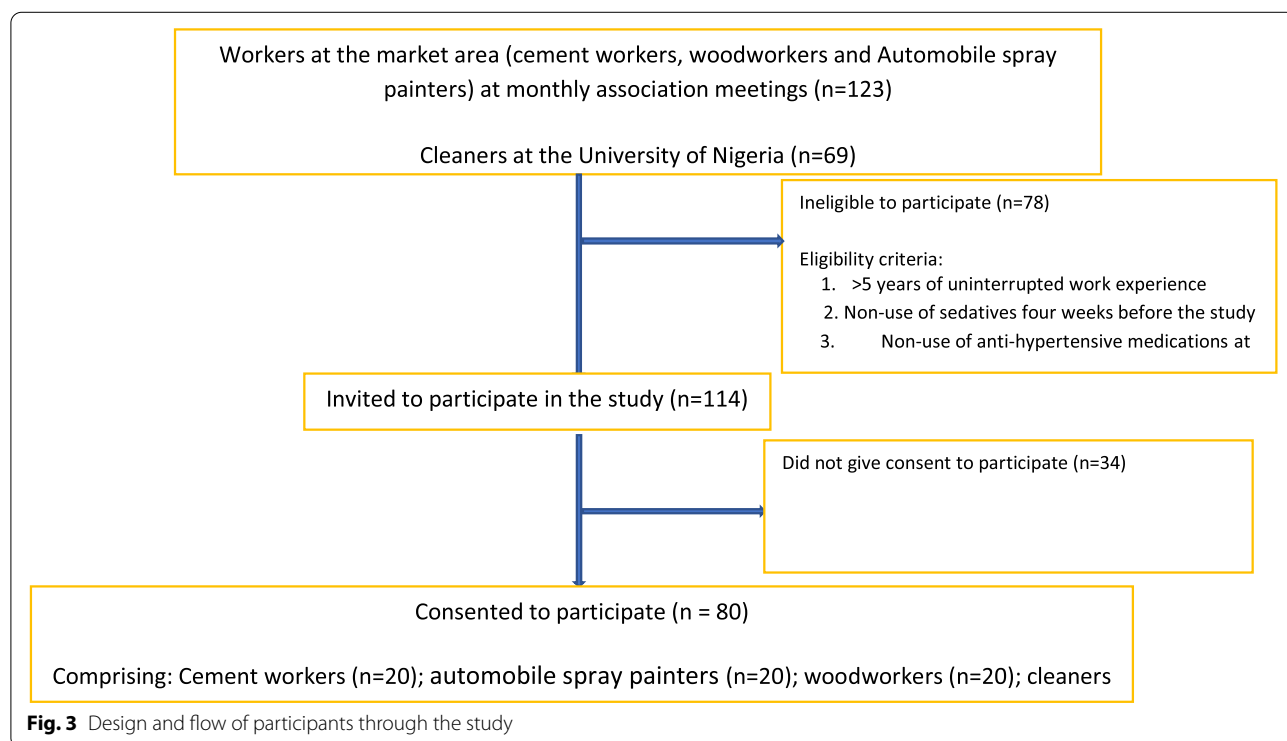 Workers at the market area (cement workers, woodworkers and Automobile spray
painters) at monthly association meetings (n=123)
Cleaners at the University of Nigeria (n=69)
Ineligible to participate (n=78)
Eligibility criteria:
1. >5 years of uninterrupted work experience
2. Non-use of sedatives four weeks before the study
3. Non-use of anti-hypertensive medications at
Invited to participate in the study (n=114)
Did not give consent to participate (n=34)
Consented to participate (n = 80)
Comprising: Cement workers (n=20); automobile spray painters (n=20); woodworkers (n=20); cleaners
Fig. 3 Design and flow of participants through the study